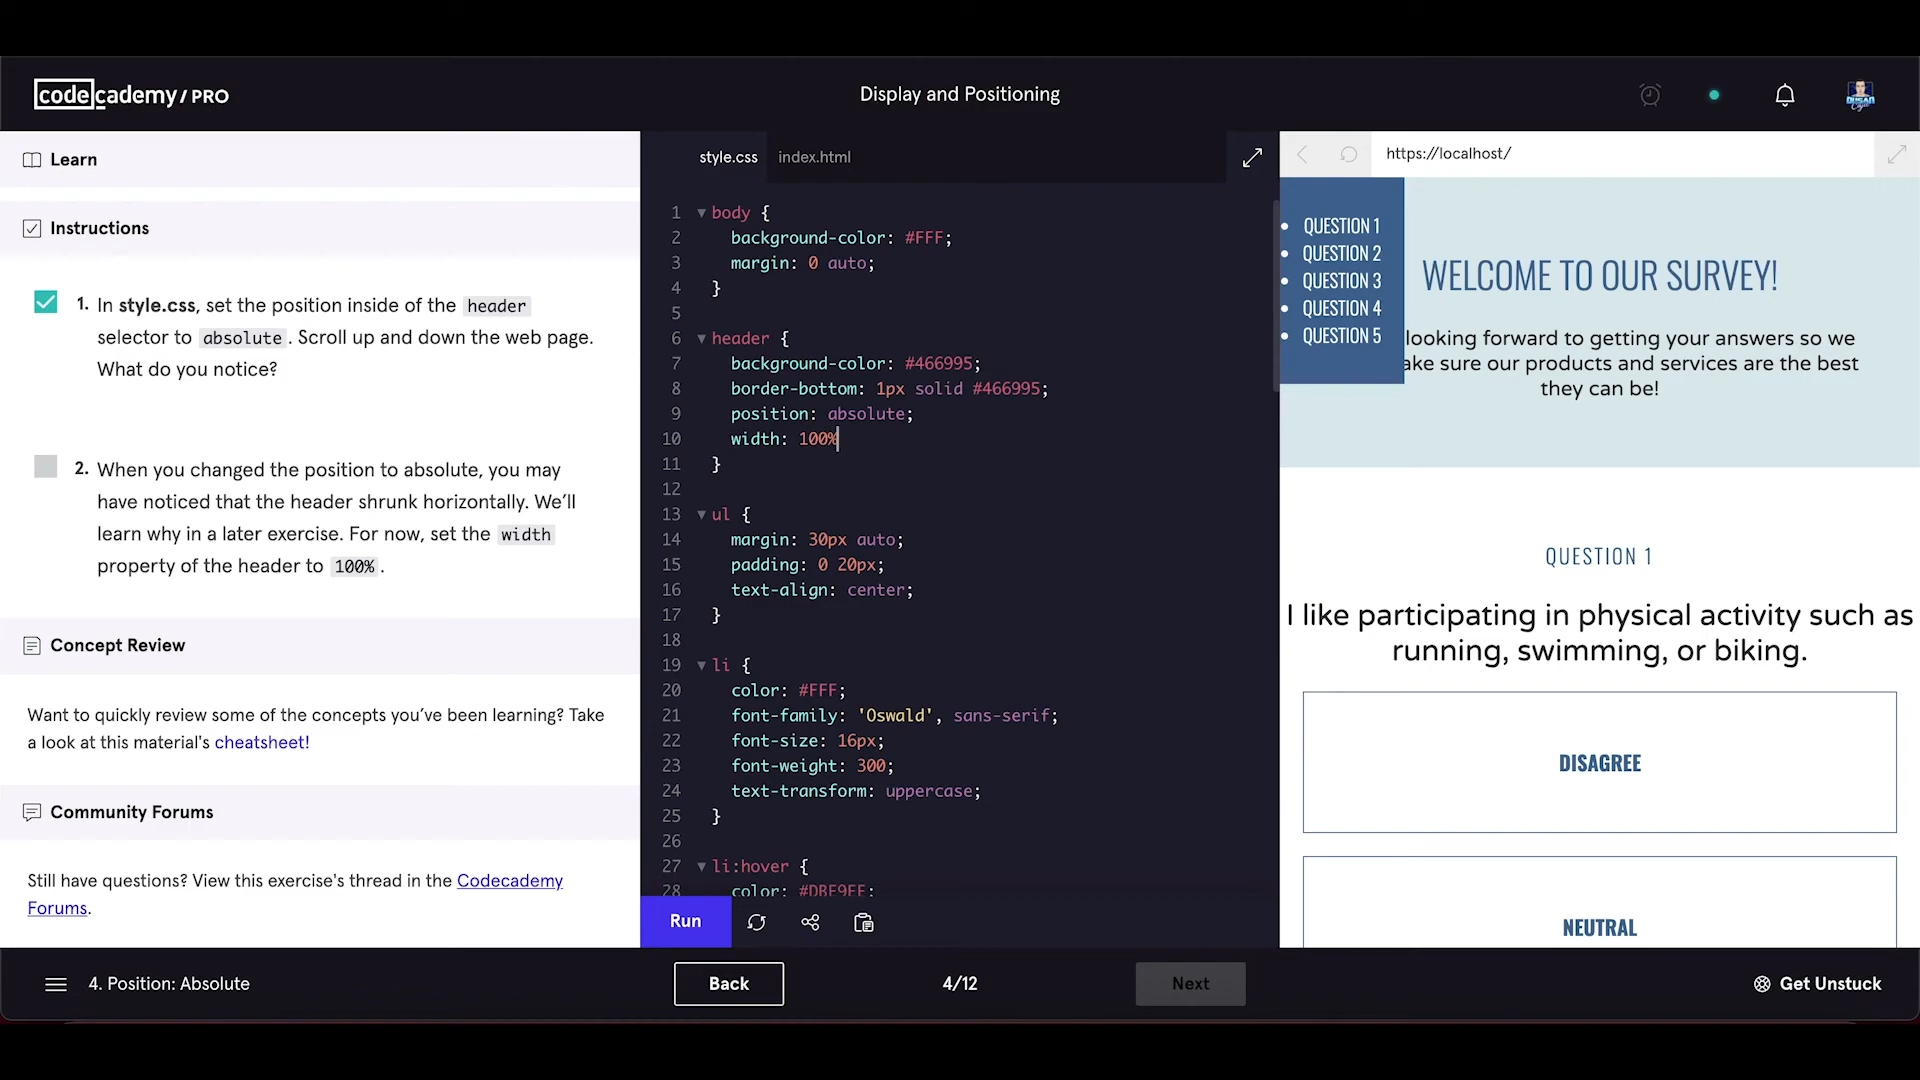 codecademy/PRO
Display and Positioning
Learn
Instructions
1. In style.css, set the position inside of the header
selector to absolute. Scroll up and down the web page.
What do you notice?
2. When you changed the position to absolute, you may
have noticed that the header shrunk horizontally. We’ll
learn why in a later exercise. For now, set the width
property of the header to 100%.
Concept Review
Want to quickly review some of the concepts you’ve been learning? Take
a look at this material's cheatsheet!
Community Forums
Still have questions? View this exercise's thread in the Codecademy
Forums.
style.css index.html
1 body {
2 background-color: #FFF;
3 margin: 0 auto;
4 }
5
6 header {
7 background-color: #466995;
8 border-bottom: 1px solid #466995;
9 position: absolute;
10 width: 100%
11 }
12
13 ul {
14 margin: 30px auto;
15 padding: 0 20px;
16 text-align: center;
17 }
18
19 li {
20 color: #FFF;
21 font-family: 'Oswald', sans-serif;
22 font-size: 16px;
23 font-weight: 300;
24 text-transform: uppercase;
25 }
26
27 li:hover {
28 color: #DBE9EE;
Run
https://localhost/
QUESTION 1
QUESTION 2
QUESTION 3
QUESTION 4
QUESTION 5
WELCOME TO OUR SURVEY!
looking forward to getting your answers so we
ake sure our products and services are the best
they can be!
QUESTION 1
I like participating in physical activity such as
running, swimming, or biking.
DISAGREE
NEUTRAL
4. Position: Absolute
Back
4/12
Next
Get Unstuck